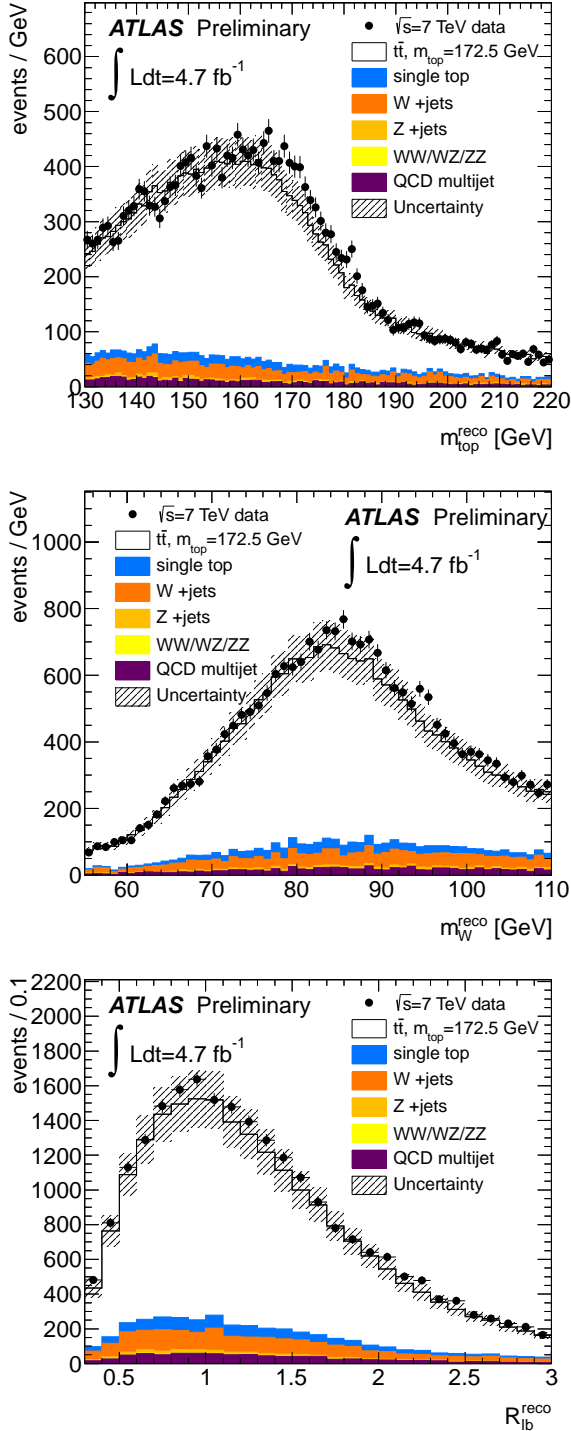 events / GeV
600
500
400
300
200
100
0
ATLAS Preliminary
∫ Ldt=4.7 fb⁻¹
√s=7 TeV data
tt̄, m_top=172.5 GeV
single top
W +jets
Z +jets
WW/WZ/ZZ
QCD multijet
Uncertainty
130 140 150 160 170 180 190 200 210 220
m_top^reco [GeV]
events / GeV
1000
800
600
400
200
0
√s=7 TeV data
tt̄, m_top=172.5 GeV
single top
W +jets
Z +jets
WW/WZ/ZZ
QCD multijet
Uncertainty
ATLAS Preliminary
∫ Ldt=4.7 fb⁻¹
60 70 80 90 100 110
m_W^reco [GeV]
events / 0.1
2200
2000
1800
1600
1400
1200
1000
800
600
400
200
0
ATLAS Preliminary
∫ Ldt=4.7 fb⁻¹
√s=7 TeV data
tt̄, m_top=172.5 GeV
single top
W +jets
Z +jets
WW/WZ/ZZ
QCD multijet
Uncertainty
0.5 1 1.5 2 2.5 3
R_lb^reco